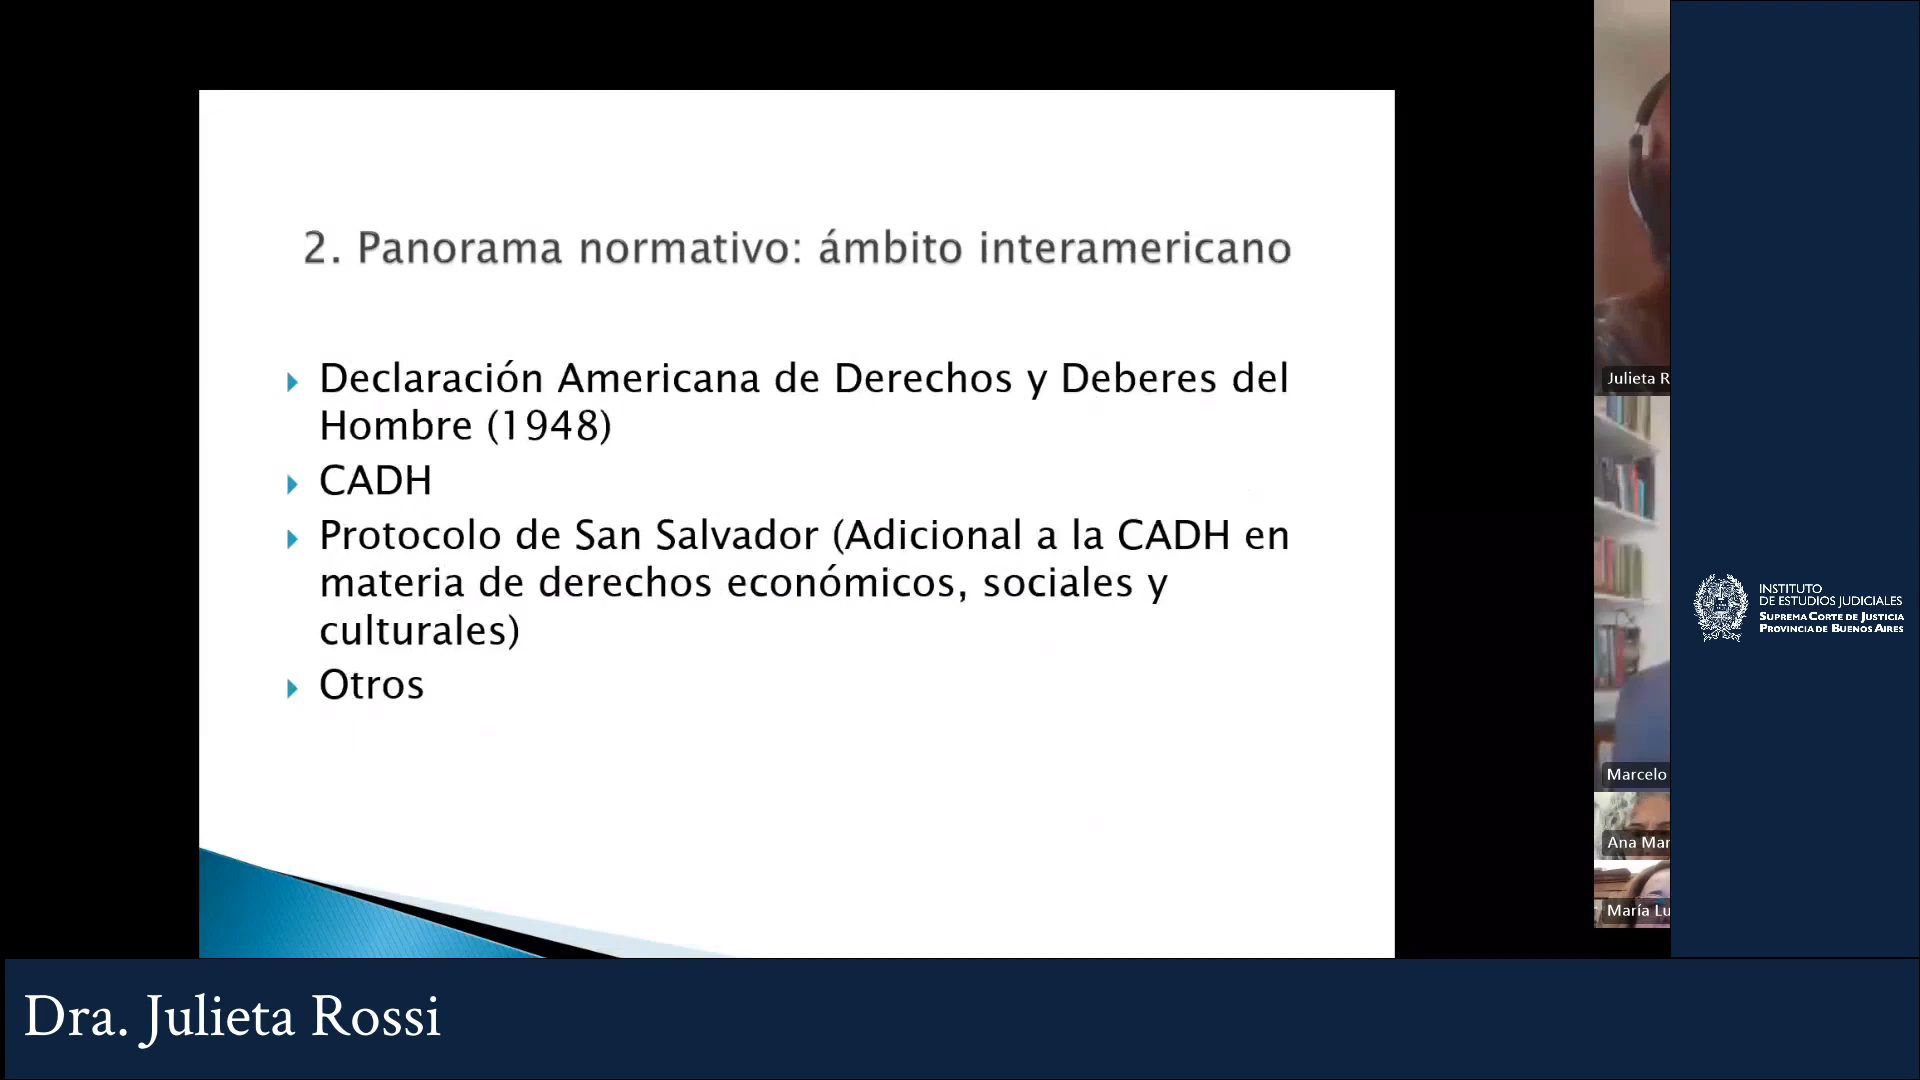 2. Panorama normativo: ámbito interamericano
Declaración Americana de Derechos y Deberes del
Hombre (1948)
CADH
Protocolo de San Salvador (Adicional a la CADH en
materia de derechos económicos, sociales y
culturales)
Otros
Julieta R
Marcelo
Ana Mar
María Lu
INSTITUTO
DE ESTUDIOS JUDICIALES
SUPREMA CORTE DE JUSTICIA
PROVINCIA DE BUENOS AIRES
Dra. Julieta Rossi